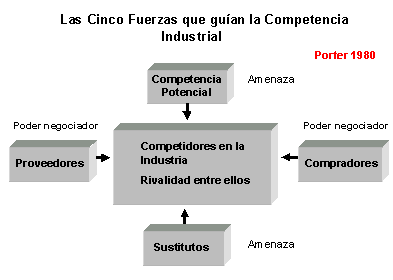 Las Cinco Fuerzas que guían la Competencia
Industrial
Porter 1980
Competencia
Potencial
Amenaza
Poder negociador
Poder negociador
Proveedores
Competidores en la
Industria
Rivalidad entre ellos
Compradores
Sustitutos
Amenaza